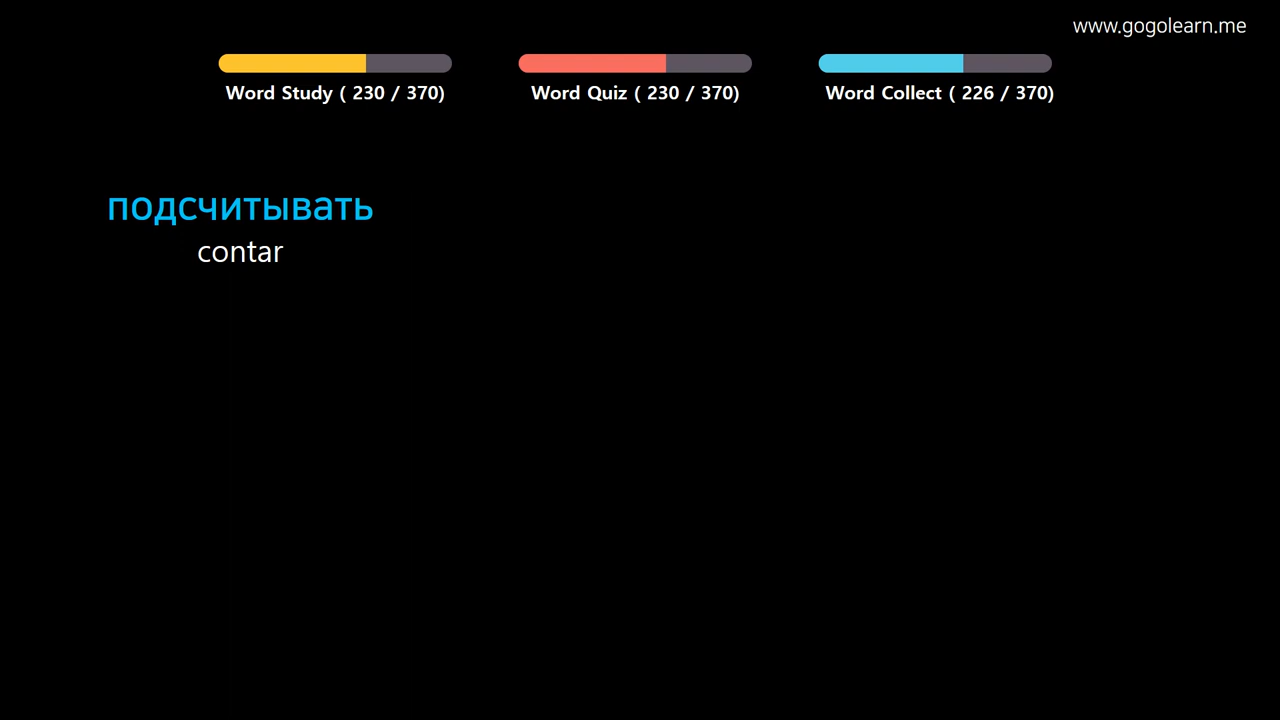 www.gogolearn.me
Word Study ( 230 / 370)
Word Quiz ( 230 / 370)
Word Collect ( 226 / 370)
подсчитывать
contar